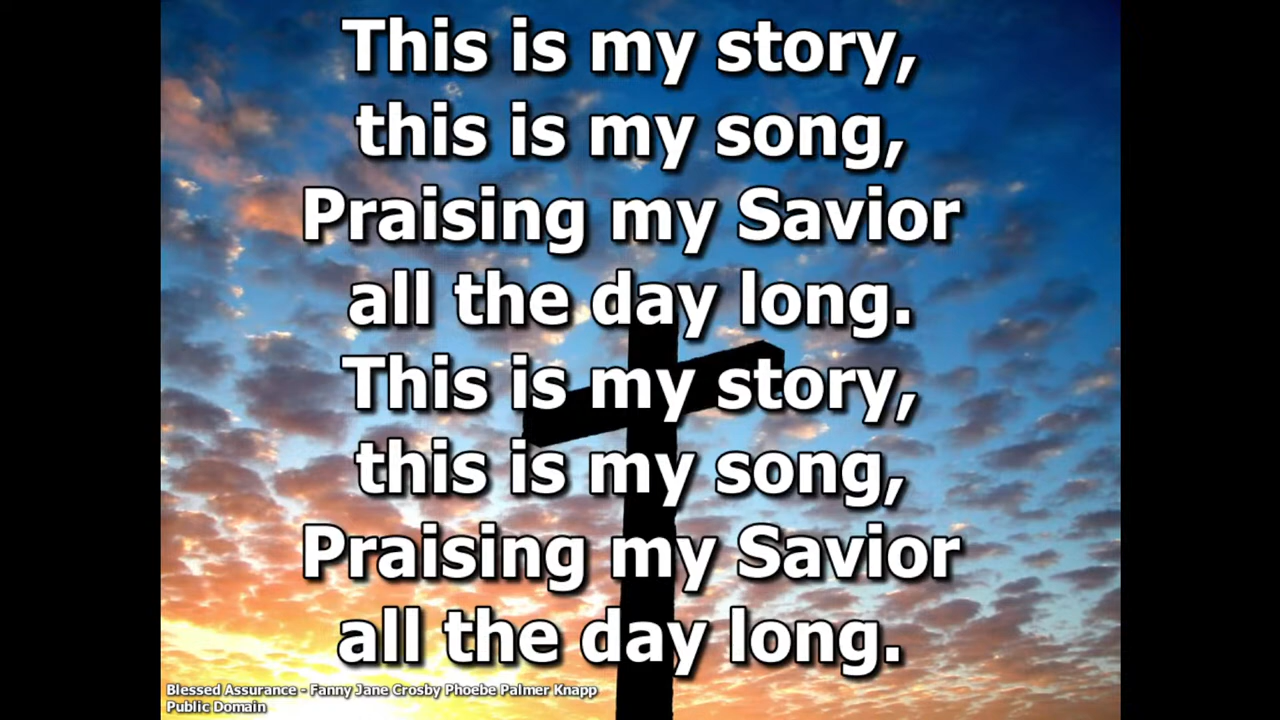 This is my story,
this is my song,
Praising my Savior
all the day long.
This is my story,
this is my song,
Praising my Savior
all the day long.
Blessed Assurance - Fanny Jane Crosby Phoebe Palmer Knapp
Public Domain